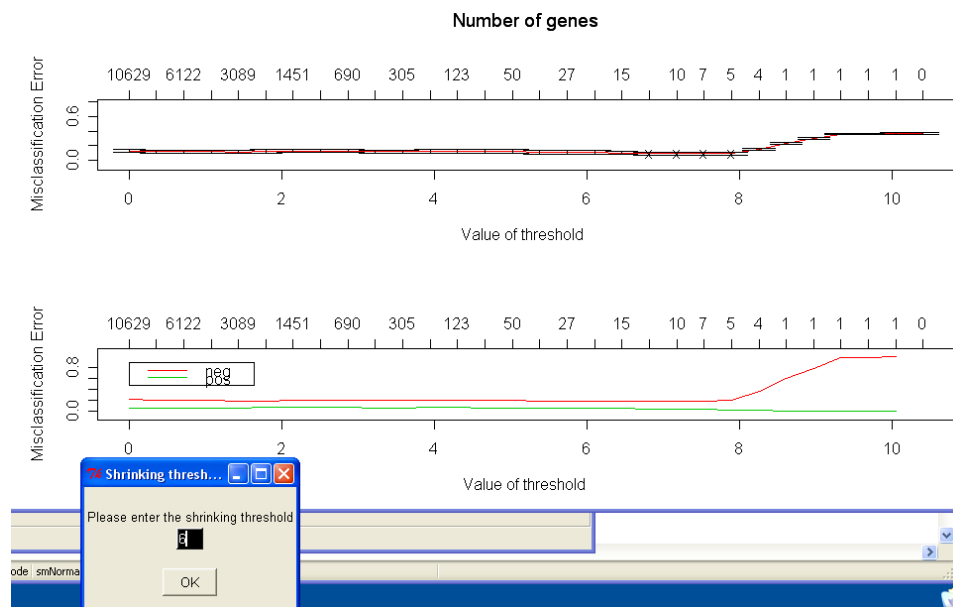 Number of genes
10629 6122 3089 1451 690 305 123 50 27 15 10 7 5 4 1 1 1 1 0
Misclassification Error
0.6
0.0
0 2 4 6 8 10
Value of threshold
10629 6122 3089 1451 690 305 123 50 27 15 10 7 5 4 1 1 1 1 0
Misclassification Error
0.8
0.0
neg
pos
0 2 4 6 8 10
Value of threshold
Shrinking thresh...
Please enter the shrinking threshold
6
OK
ode smNorma